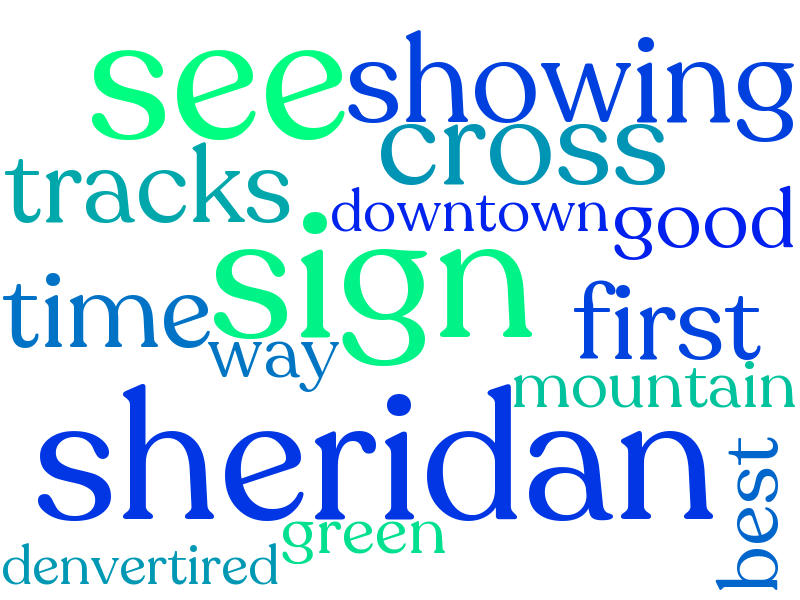 see showing
cross
tracks
downtown good
sign
time
first
way
mountain
sheridan
best
green
denver tired